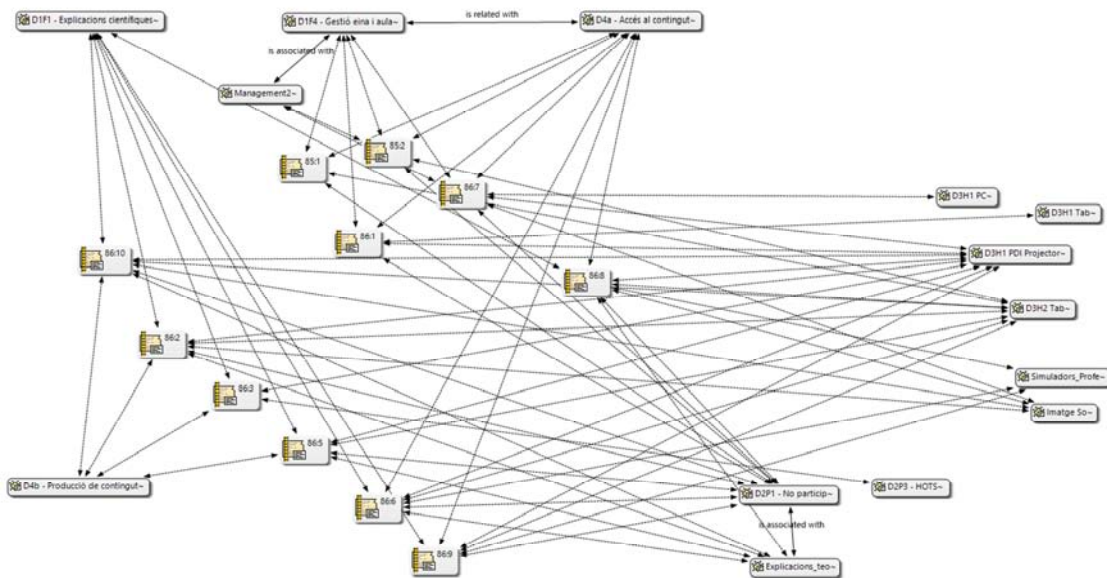 D1F1 - Explicacions científiques~
D1F4 - Gestió eina i aula~
is related with
D4a - Accés al contingut~
is associated with
Management2~
85:2
85:1
86:7
D3H1 PC~
D3H1 Tab~
86:1
86:10
D3H1 PDI Projector~
86:8
D3H2 Tab~
86:2
Simuladors_Profe~
86:3
Imatge So~
86:5
D4b - Producció de contingut~
D2P3 - HOTS~
D2P1 - No particip~
86:6
is associated with
86:9
Explicacions_teo~